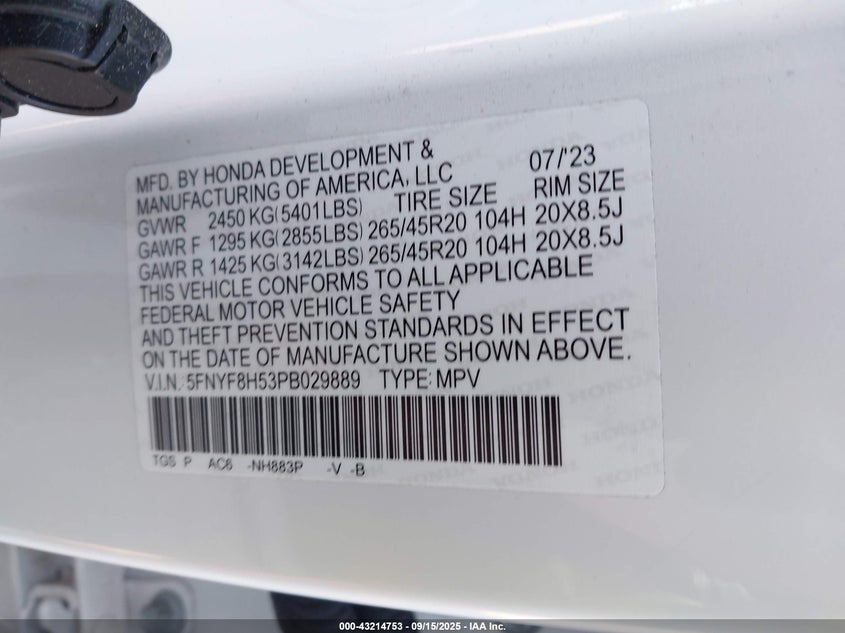 MFD. BY HONDA DEVELOPMENT & 07/'23
MANUFACTURING OF AMERICA, LLC
GVWR 2450 KG(5401LBS) TIRE SIZE RIM SIZE
GAWR F 1295 KG(2855LBS) 265/45R20 104H 20X8.5J
GAWR R 1425 KG(3142LBS) 265/45R20 104H 20X8.5J
THIS VEHICLE CONFORMS TO ALL APPLICABLE
FEDERAL MOTOR VEHICLE SAFETY
AND THEFT PREVENTION STANDARDS IN EFFECT
ON THE DATE OF MANUFACTURE SHOWN ABOVE.
V.I.N.: 5FNYF8H53PB029889 TYPE: MPV
TGS P AC6 -NH883P -V -B
000-43214753 - 09/15/2025 - IAA Inc.